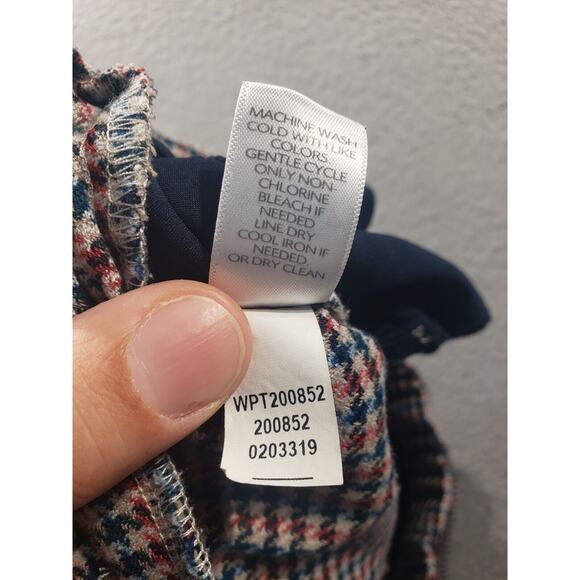 MACHINE WASH
COLD WITH LIKE
COLORS
GENTLE CYCLE
ONLY NON-
CHLORINE
BLEACH IF
NEEDED
LINE DRY
COOL IRON IF
NEEDED.
OR DRY CLEAN
WPT200852
200852
0203319